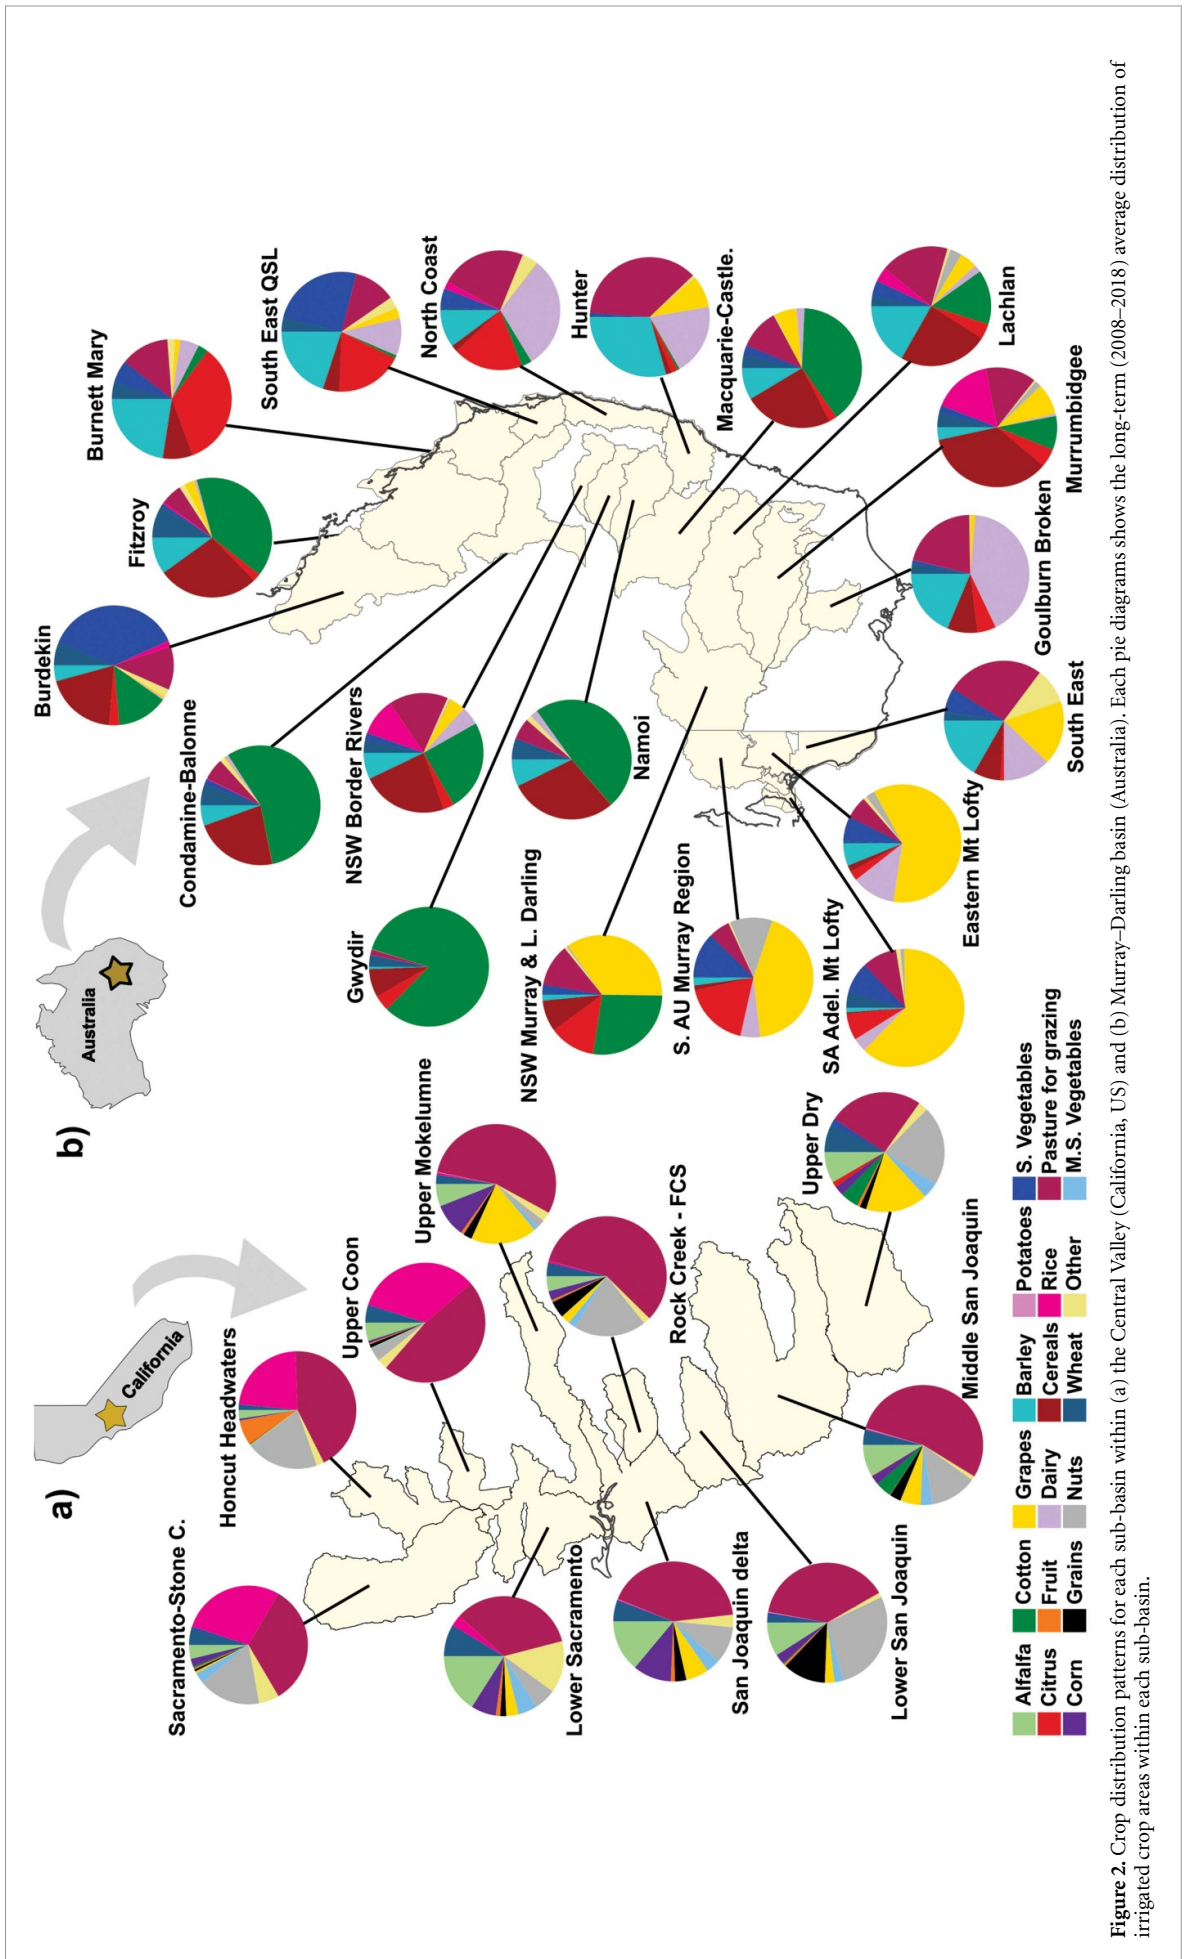 a)
California
Sacramento-Stone C.
Honcut Headwaters
Upper Coon
Upper Mokelumne
Lower Sacramento
Rock Creek - FCS
San Joaquin delta
Upper Dry
Lower San Joaquin
Middle San Joaquin
b)
Australia
Burdekin
Fitzroy
Burnett Mary
South East QSL
North Coast
Hunter
Macquarie-Castle.
Lachlan
Murrumbidgee
Goulburn Broken
South East
Condamine-Balonne
NSW Border Rivers
Gwydir
Namoi
NSW Murray & L. Darling
S. AU Murray Region
SA Adel. Mt Lofty
Eastern Mt Lofty
Alfalfa Cotton Grapes Barley Potatoes S. Vegetables
Citrus Fruit Dairy Cereals Rice Pasture for grazing
Corn Grains Nuts Wheat Other M.S. Vegetables
Figure 2. Crop distribution patterns for each sub-basin within (a) the Central Valley (California, US) and (b) Murray–Darling basin (Australia). Each pie diagrams shows the long-term (2008–2018) average distribution of
irrigated crop areas within each sub-basin.